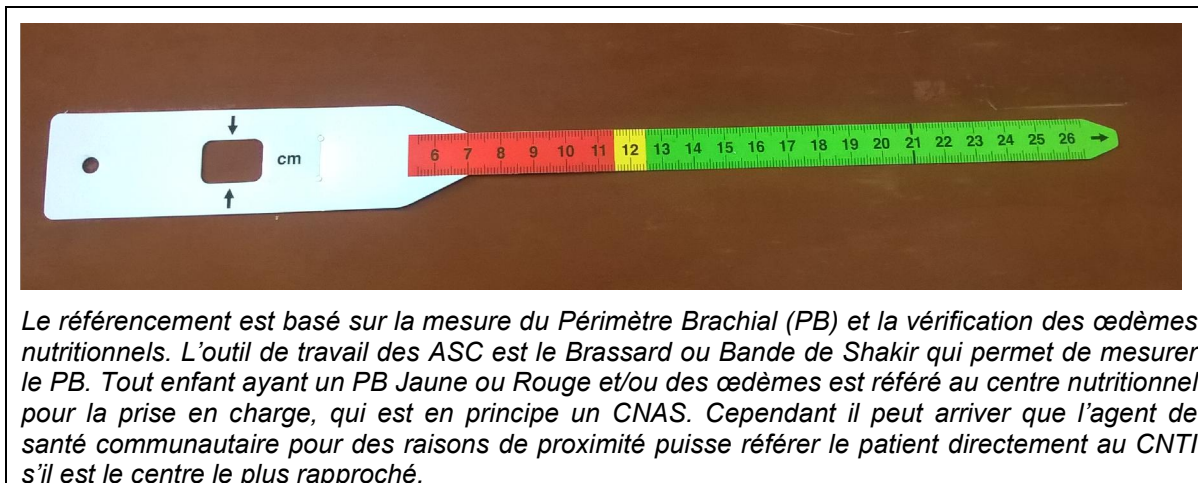 cm 6 7 8 9 10 11 12 13 14 15 16 17 18 19 20 21 22 23 24 25 26
Le référencement est basé sur la mesure du Périmètre Brachial (PB) et la vérification des œdèmes
nutritionnels. L’outil de travail des ASC est le Brassard ou Bande de Shakir qui permet de mesurer
le PB. Tout enfant ayant un PB Jaune ou Rouge et/ou des œdèmes est référé au centre nutritionnel
pour la prise en charge, qui est en principe un CNAS. Cependant il peut arriver que l’agent de
santé communautaire pour des raisons de proximité puisse référer le patient directement au CNTI
s’il est le centre le plus rapproché.